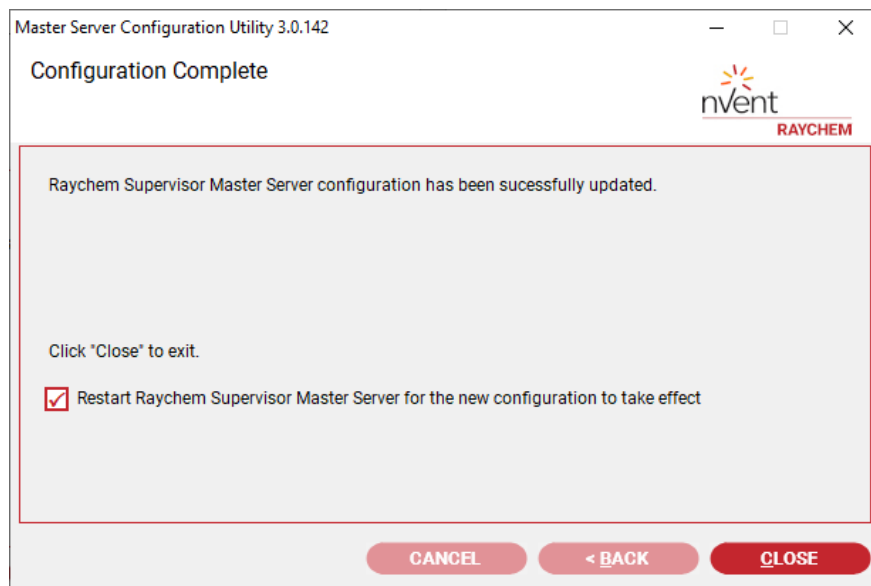 Master Server Configuration Utility 3.0.142
Configuration Complete
nVent
RAYCHEM
Raychem Supervisor Master Server configuration has been sucessfully updated.
Click "Close" to exit.
Restart Raychem Supervisor Master Server for the new configuration to take effect
CANCEL
< BACK
CLOSE